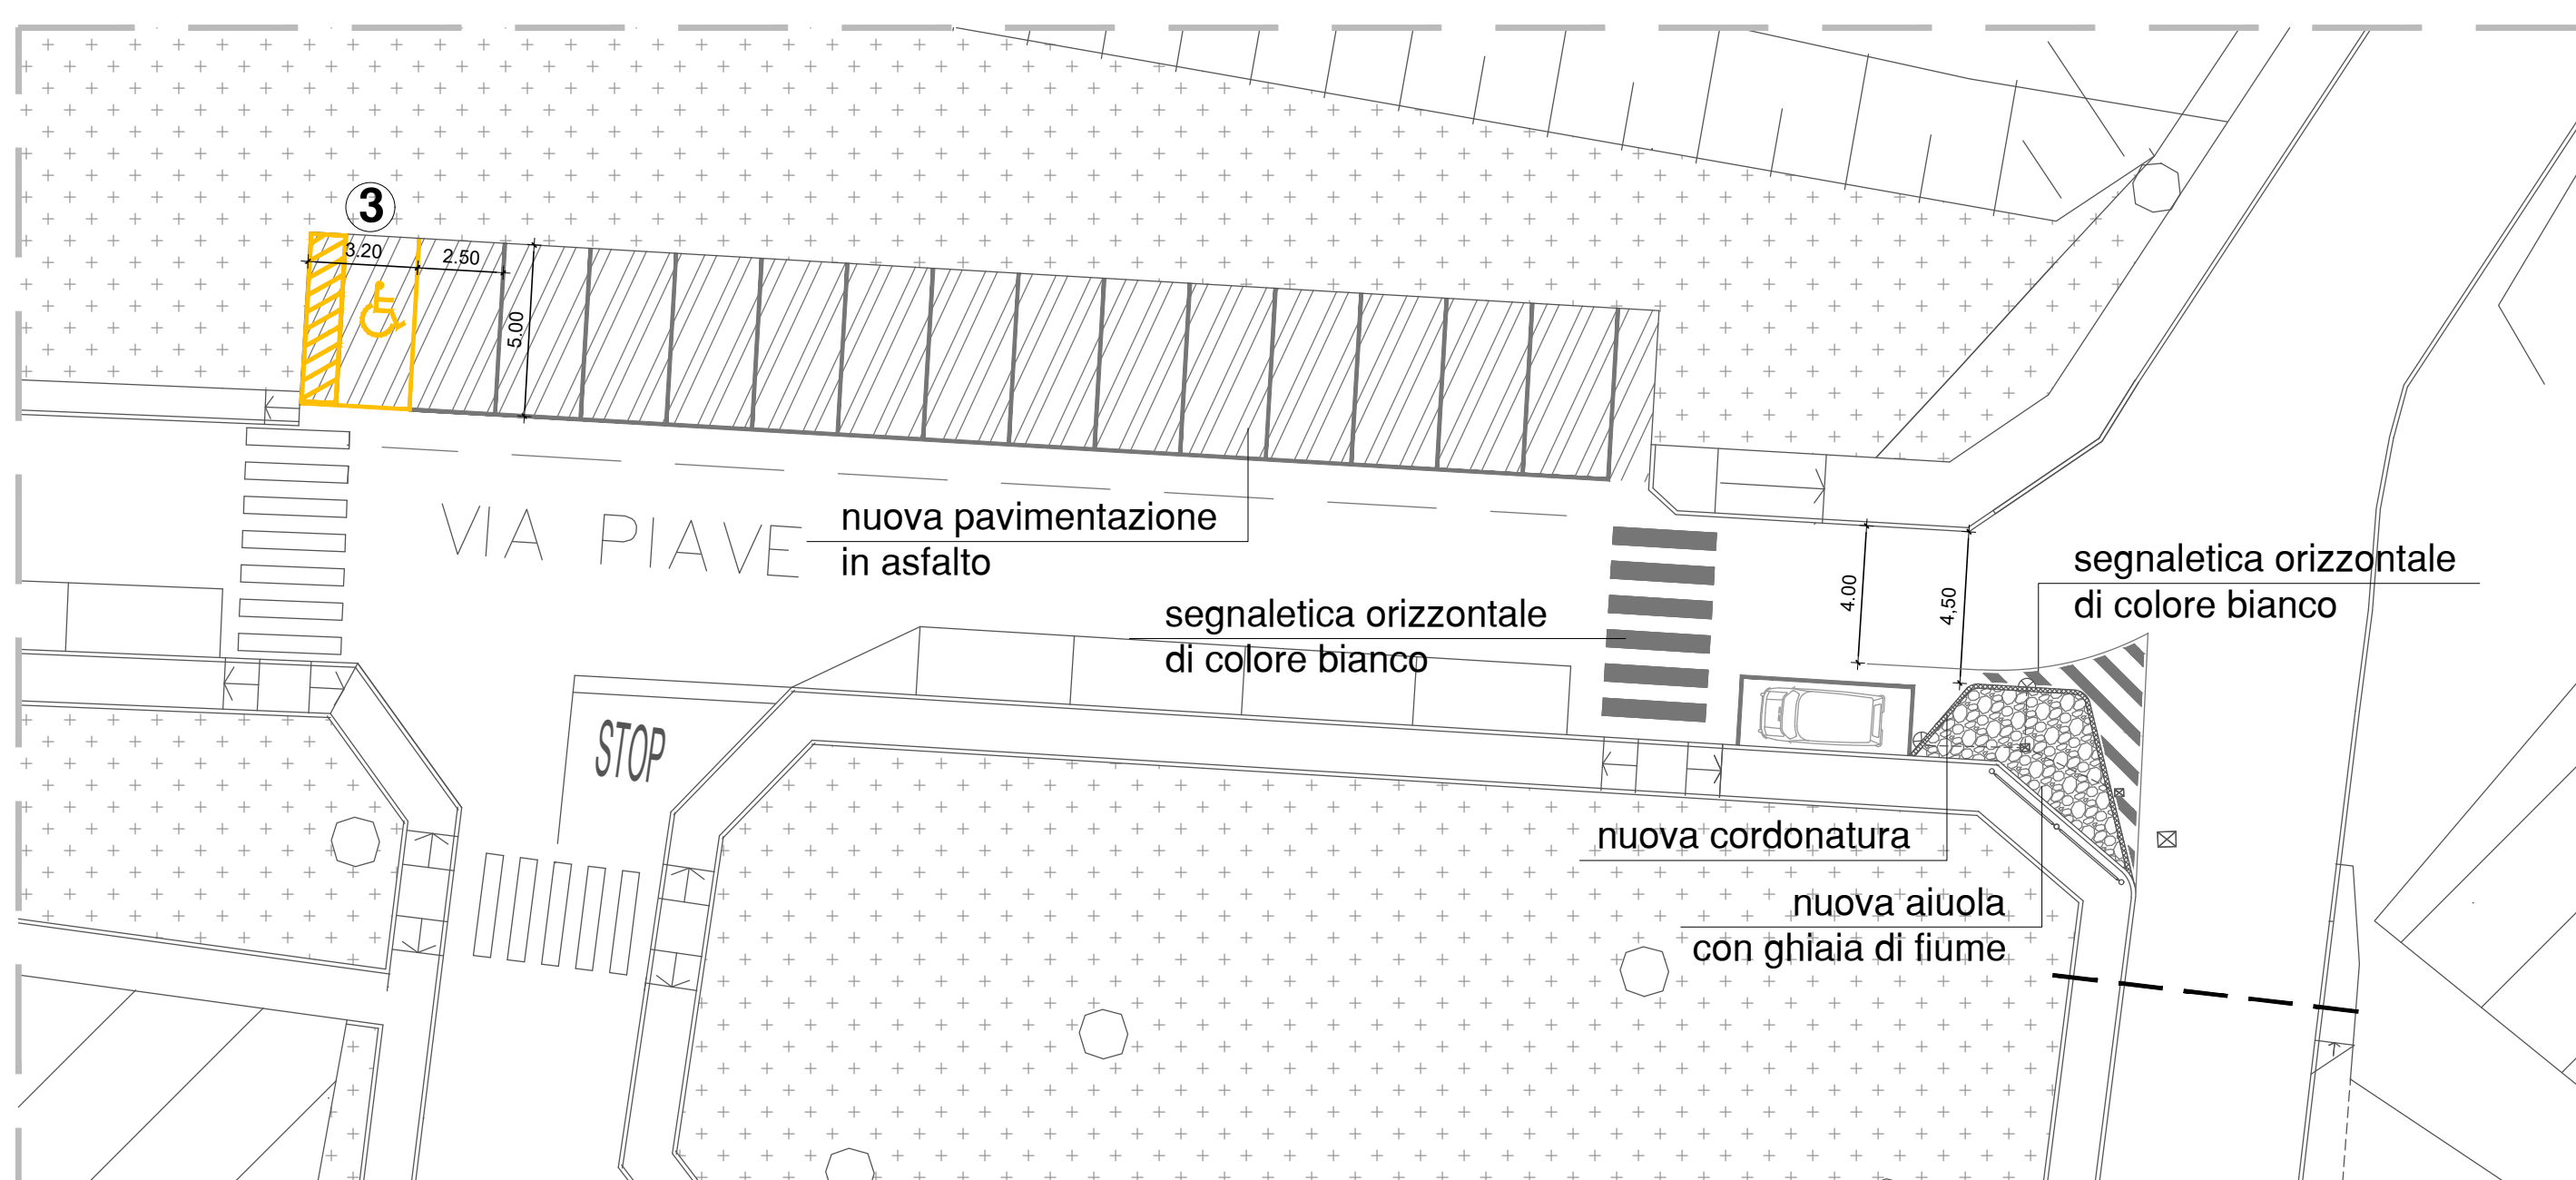 3
3.20
2.50
5.00
VIA PIAVE
nuova pavimentazione
in asfalto
segnaletica orizzontale
di colore bianco
4.00
4,50
segnaletica orizzontale
di colore bianco
STOP
nuova cordonatura
nuova aiuola
con ghiaia di fiume